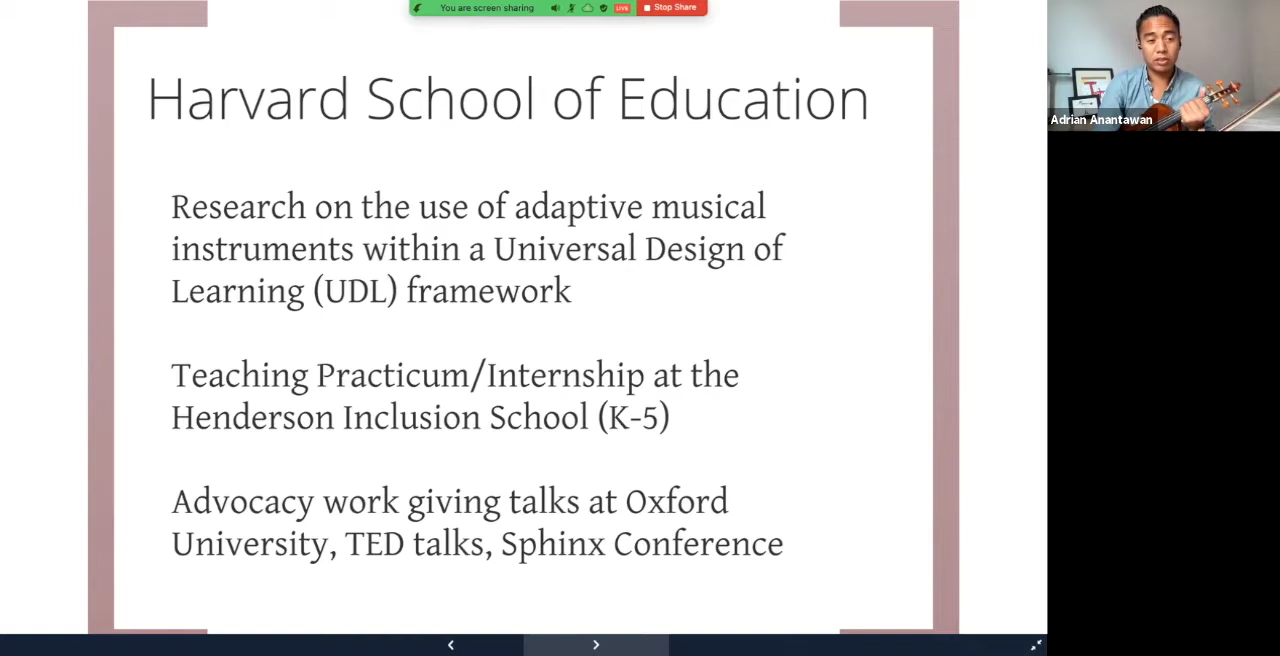 You are screen sharing
LIVE
Stop Share
Harvard School of Education
Research on the use of adaptive musical
instruments within a Universal Design of
Learning (UDL) framework
Teaching Practicum/Internship at the
Henderson Inclusion School (K-5)
Advocacy work giving talks at Oxford
University, TED talks, Sphinx Conference
Adrian Anantawan